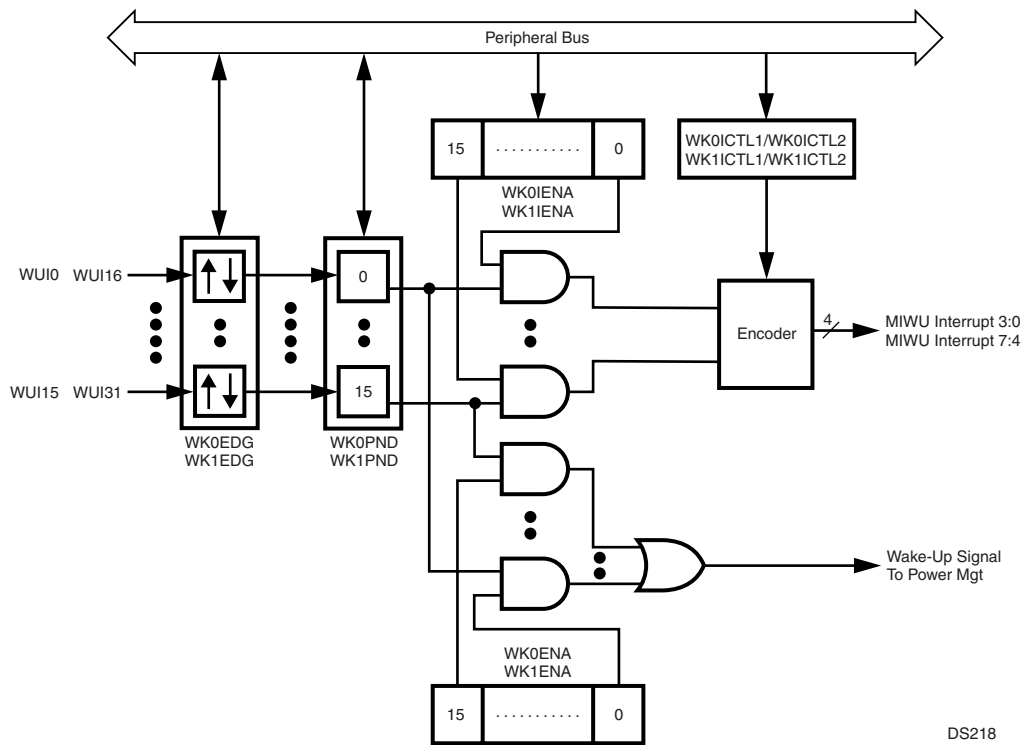 Peripheral Bus
15 ........... 0
WK0IENA
WK1IENA
WK0ICTL1/WK0ICTL2
WK1ICTL1/WK1ICTL2
WUI0 WUI16
0
Encoder
4
MIWU Interrupt 3:0
MIWU Interrupt 7:4
WUI15 WUI31
15
WK0EDG
WK1EDG
WK0PND
WK1PND
Wake-Up Signal
To Power Mgt
WK0ENA
WK1ENA
15 ........... 0
DS218